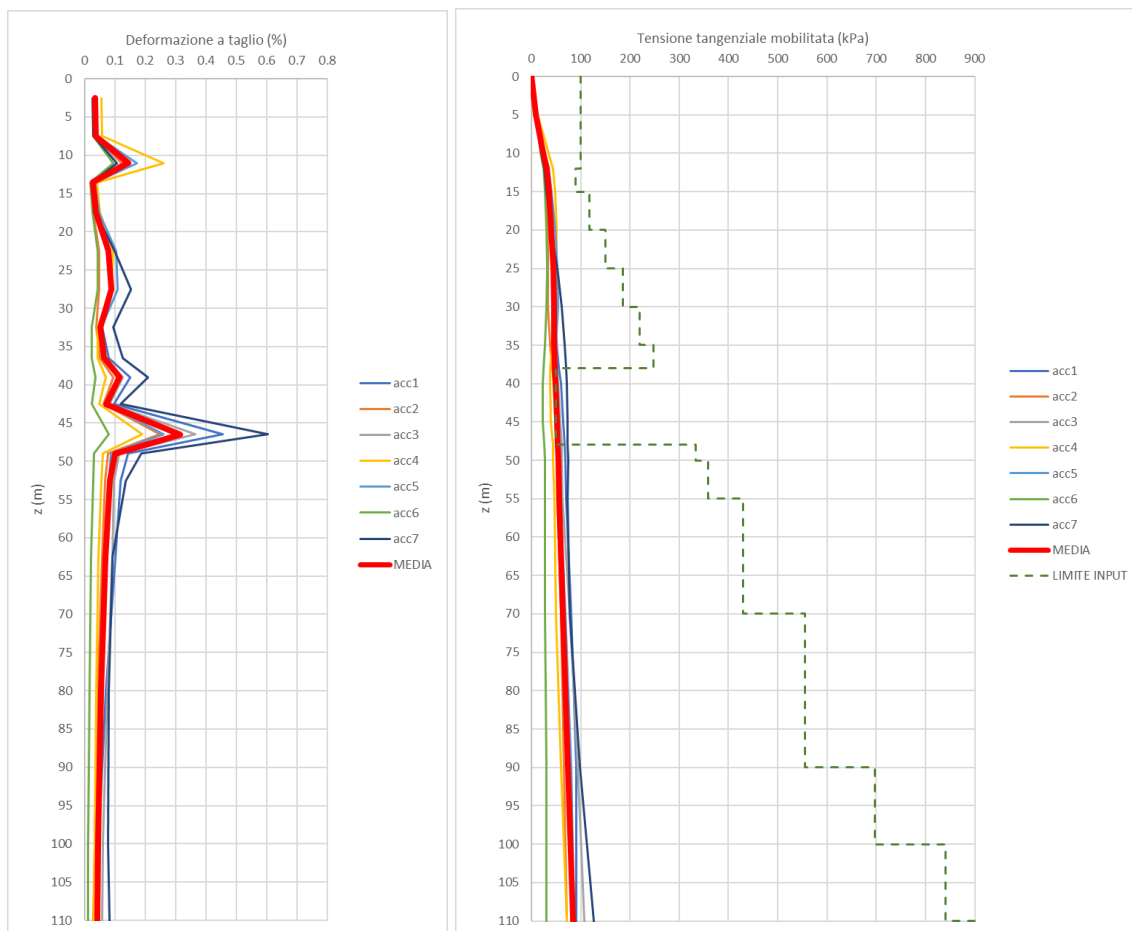 Deformazione a taglio (%)
0 0.1 0.2 0.3 0.4 0.5 0.6 0.7 0.8
0
5
10
15
20
25
30
35
40
45
50
55
60
65
70
75
80
85
90
95
100
105
110
z (m)
acc1
acc2
acc3
acc4
acc5
acc6
acc7
MEDIA
Tensione tangenziale mobilitata (kPa)
0 100 200 300 400 500 600 700 800 900
0
5
10
15
20
25
30
35
40
45
50
55
60
65
70
75
80
85
90
95
100
105
110
z (m)
acc1
acc2
acc3
acc4
acc5
acc6
acc7
MEDIA
LIMITE INPUT